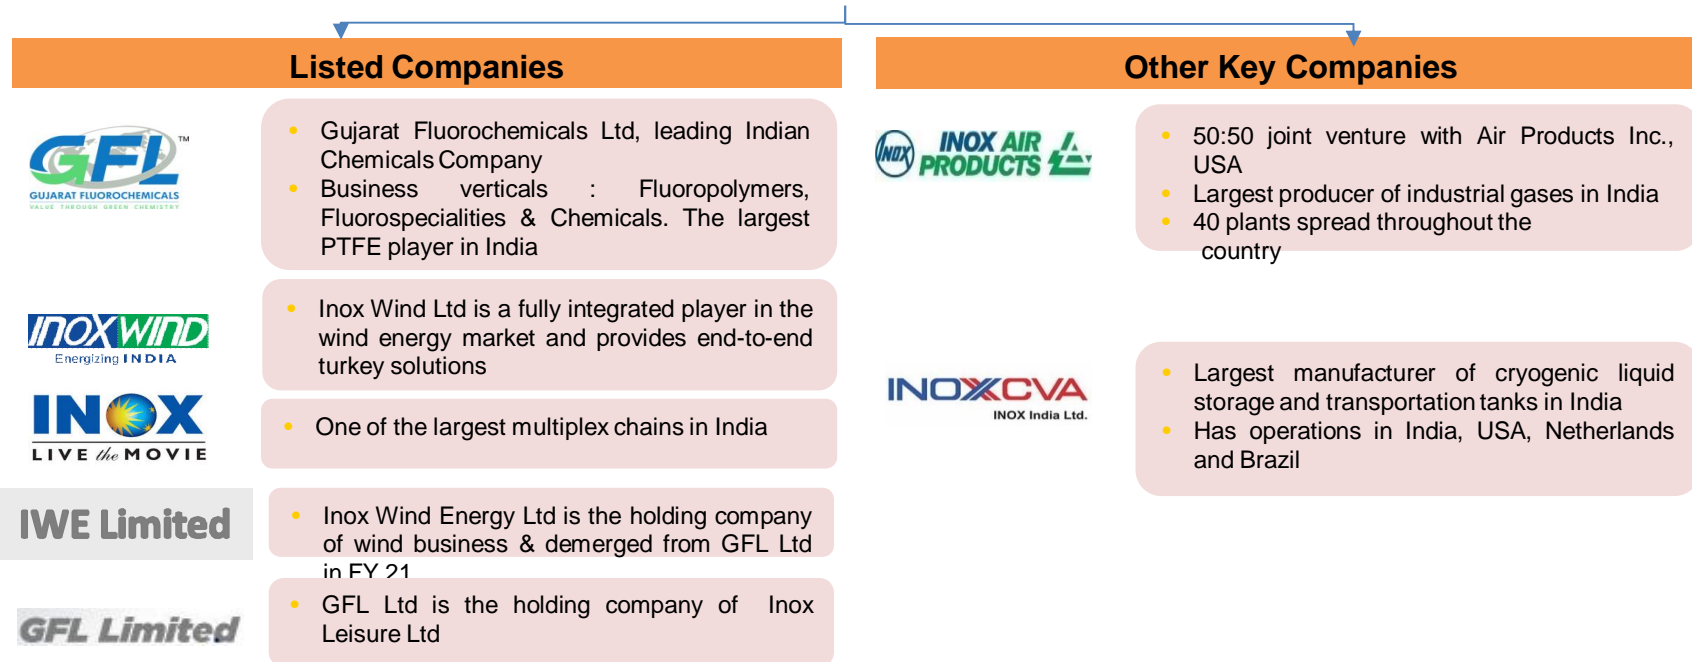 Listed Companies
GFL™
GUJARAT FLUOROCHEMICALS
VALUE THROUGH GREEN CHEMISTRY
• Gujarat Fluorochemicals Ltd, leading Indian
Chemicals Company
• Business verticals : Fluoropolymers,
Fluorospecialities & Chemicals. The largest
PTFE player in India
INOXWIND
Energizing INDIA
• Inox Wind Ltd is a fully integrated player in the
wind energy market and provides end-to-end
turkey solutions
INOX
LIVE the MOVIE
• One of the largest multiplex chains in India
IWE Limited
• Inox Wind Energy Ltd is the holding company
of wind business & demerged from GFL Ltd
in FY 21
GFL Limited
• GFL Ltd is the holding company of Inox
Leisure Ltd
Other Key Companies
INOX
INOX AIR
PRODUCTS
• 50:50 joint venture with Air Products Inc.,
USA
• Largest producer of industrial gases in India
• 40 plants spread throughout the
country
INOXCVA
INOX India Ltd.
• Largest manufacturer of cryogenic liquid
storage and transportation tanks in India
• Has operations in India, USA, Netherlands
and Brazil